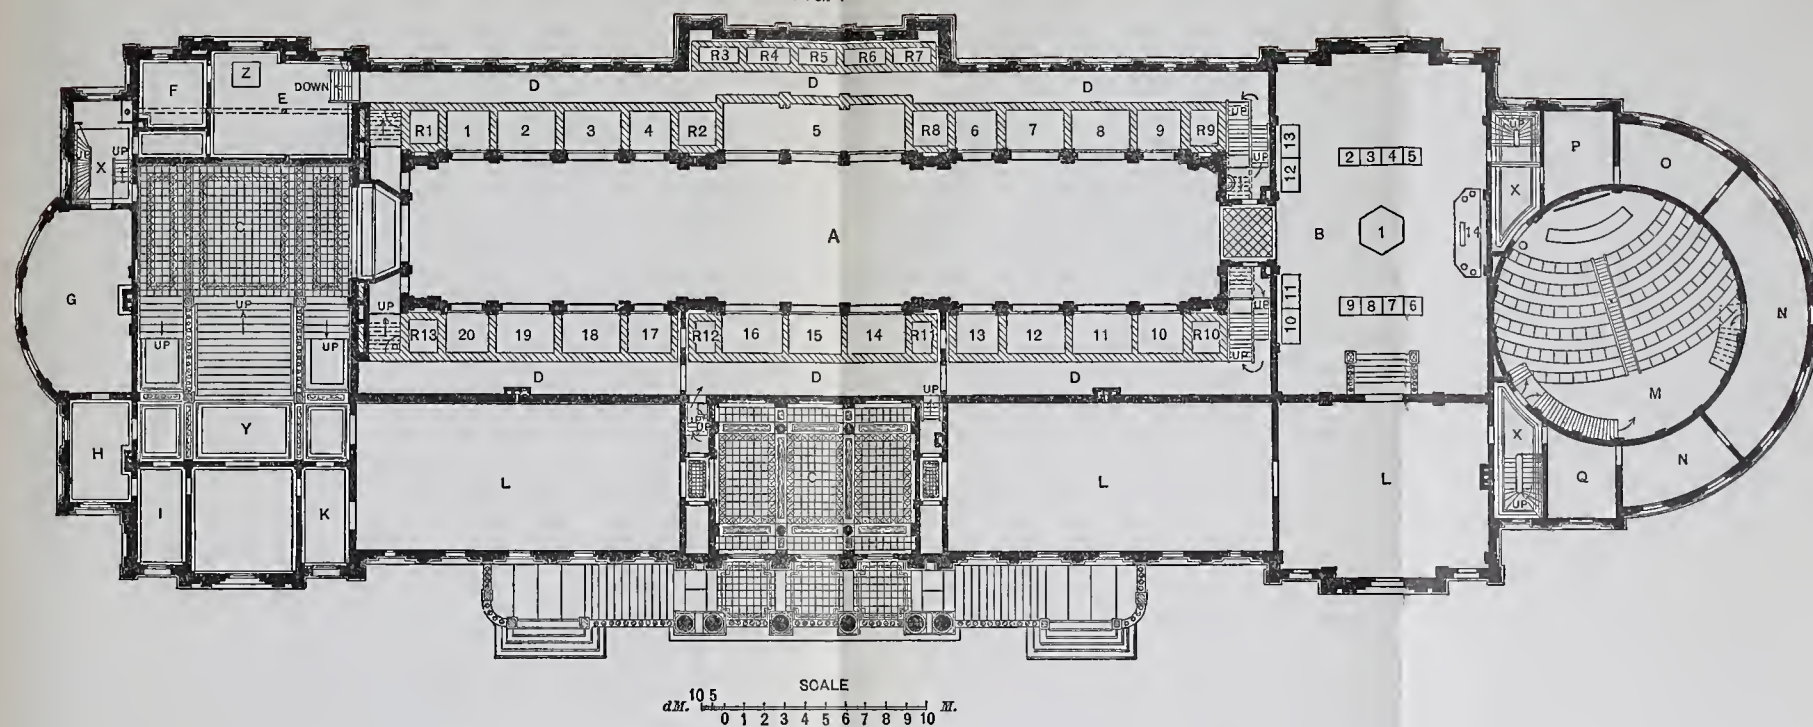 R3 R4 R5 R6 R7
Z
F
E
DOWN
D D D
UP
R1 1 2 3 4 R2 5 R8 6 7 8 9 R9
UP
13
12
2 3 4 5
UP
P
O
X
UP UP
X
C
A
B
1
14
G
N
UP
UP UP
UP
UP
UP
11
10
9 8 7 6
R13 20 19 18 17 R12 16 15 14 R11 13 12 11 10 R10
D D D
UP
UP
M
H
Y
X
N
L
C
L
L
Q
UP
I
K
SCALE
10 5
dM.
M.
0 1 2 3 4 5 6 7 8 9 10